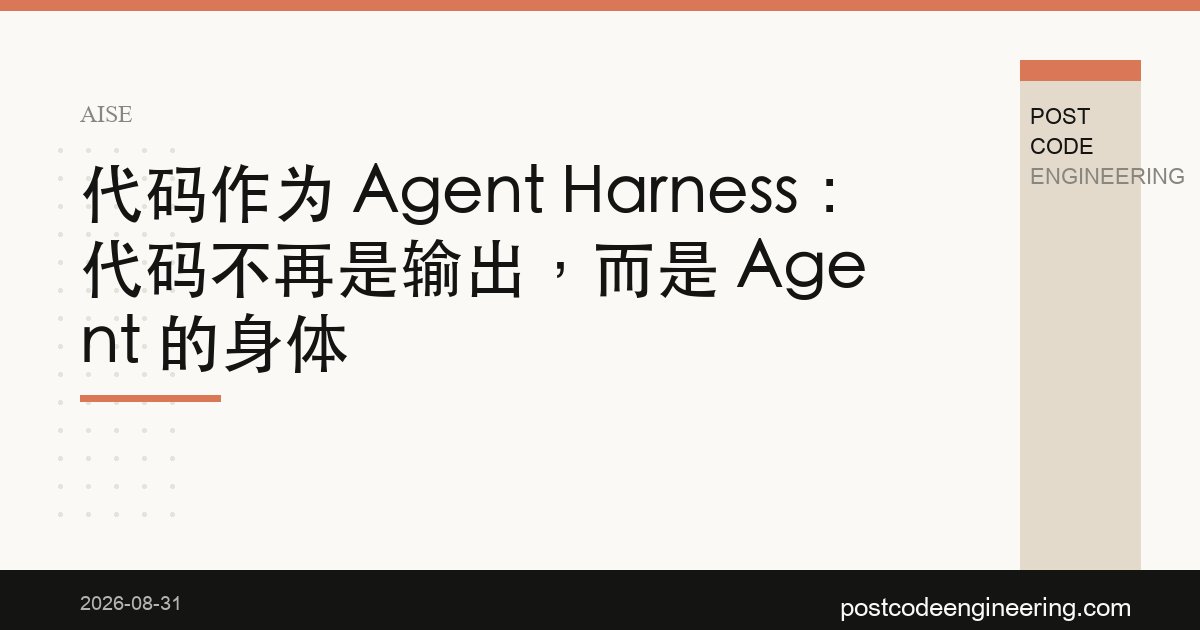 AISE
代码作为 Agent Harness：
代码不再是输出，而是 Age
nt 的身体
POST
CODE
ENGINEERING
2026-08-31
postcodeengineering.com